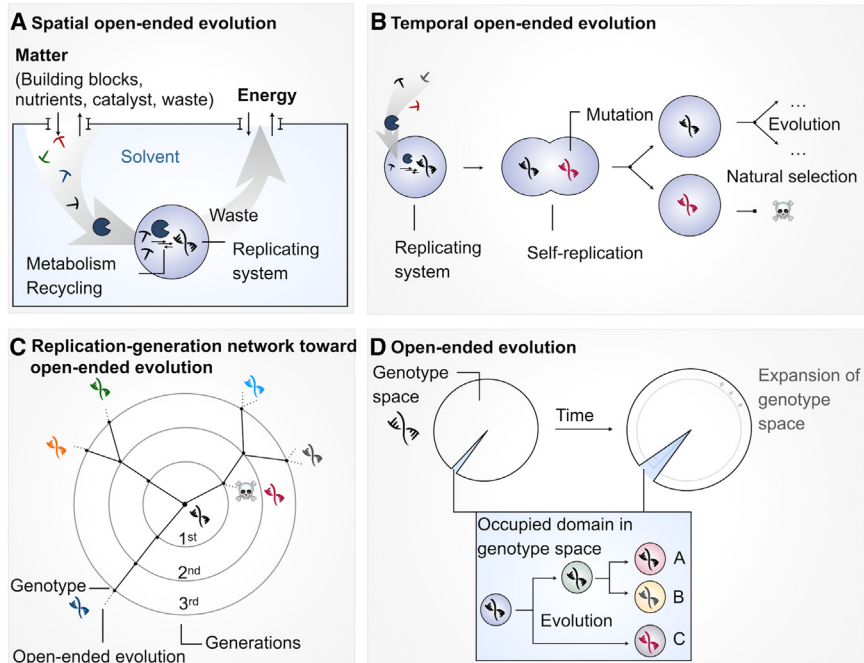 A Spatial open-ended evolution
Matter
(Building blocks,
nutrients, catalyst, waste)
Energy
Solvent
Waste
Metabolism
Recycling
Replicating
system
B Temporal open-ended evolution
Mutation
...
Evolution
...
Natural selection
Replicating
system
Self-replication
C Replication-generation network toward
open-ended evolution
1st
2nd
3rd
Genotype
Generations
Open-ended evolution
D Open-ended evolution
Genotype
space
Time
Expansion of
genotype
space
Occupied domain in
genotype space
A
B
Evolution
C